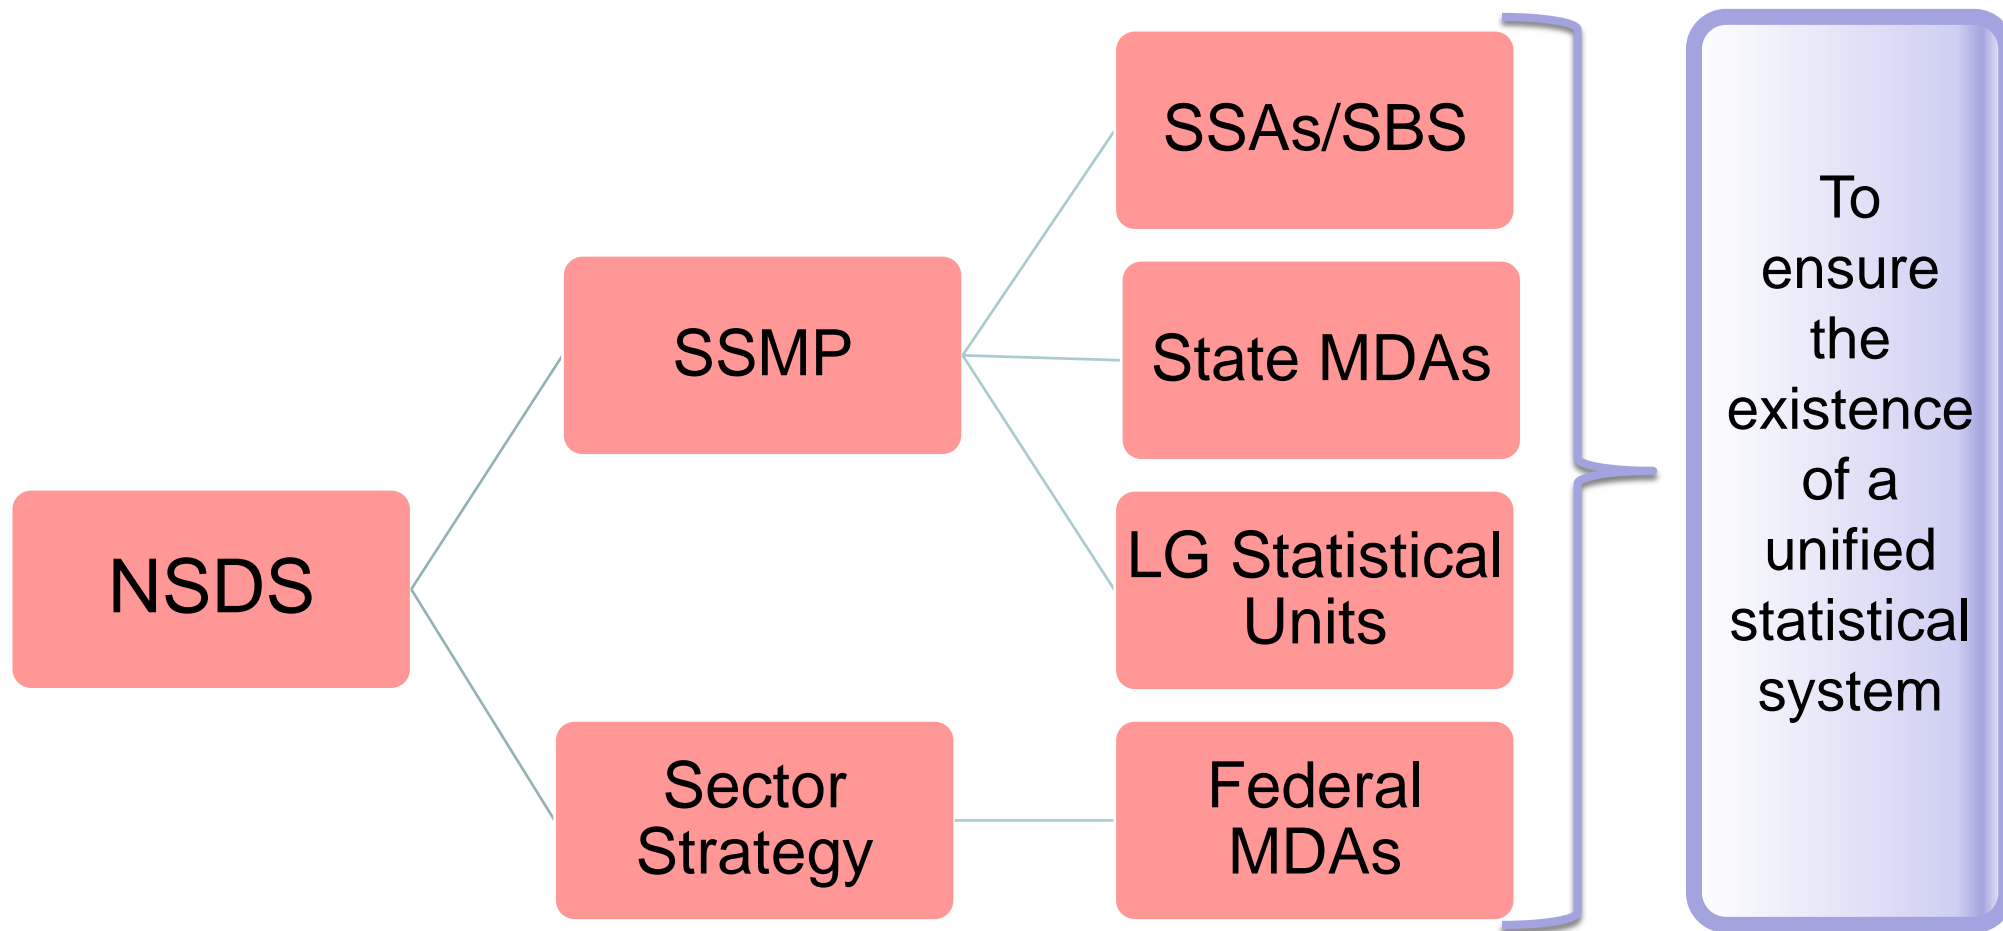 NSDS
SSMP
Sector
Strategy
SSAs/SBS
State MDAs
LG Statistical
Units
Federal
MDAs
To
ensure
the
existence
of a
unified
statistical
system